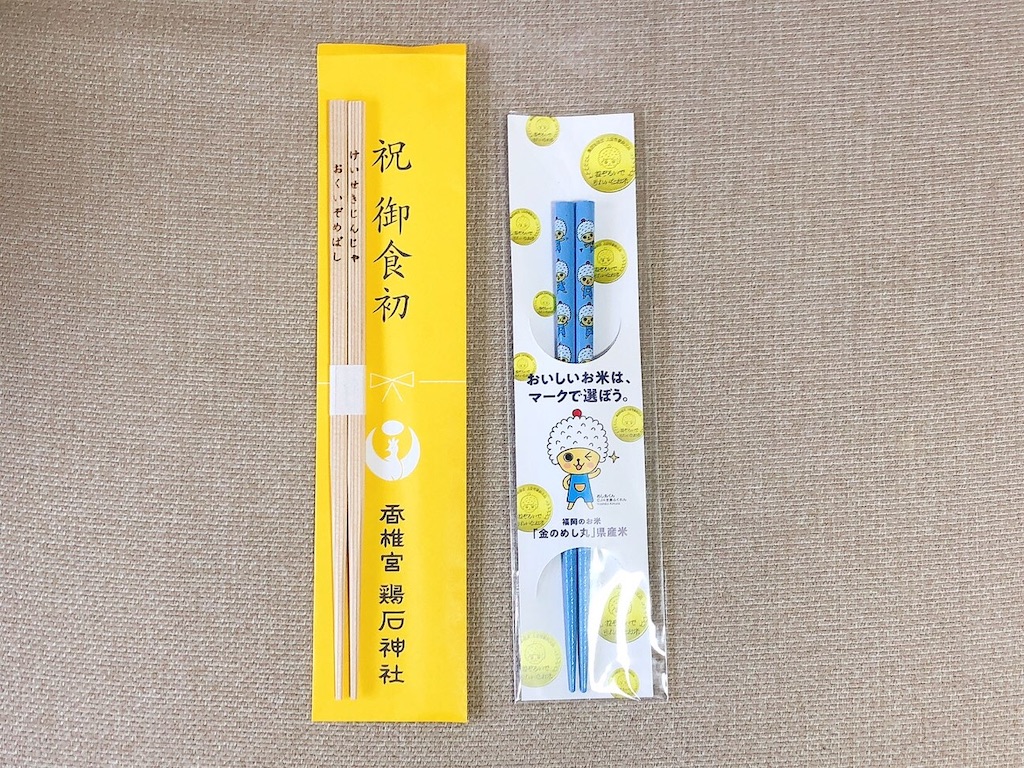 祝 御食初
けいせきじんじゃ
おくいぞめばし
香椎宮 鶏石神社
おいしいお米は、
マークで選ぼう。
福岡のお米
「金のめし丸」県産米